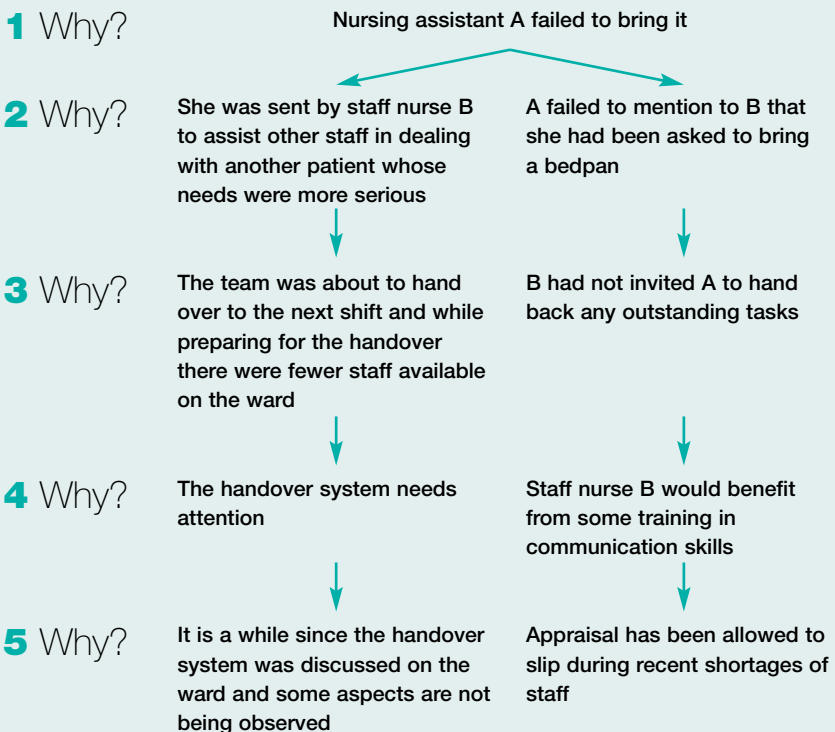 1 Why?
Nursing assistant A failed to bring it
2 Why?
She was sent by staff nurse B
to assist other staff in dealing
with another patient whose
needs were more serious
A failed to mention to B that
she had been asked to bring
a bedpan
3 Why?
The team was about to hand
over to the next shift and while
preparing for the handover
there were fewer staff available
on the ward
B had not invited A to hand
back any outstanding tasks
4 Why?
The handover system needs
attention
Staff nurse B would benefit
from some training in
communication skills
5 Why?
It is a while since the handover
system was discussed on the
ward and some aspects are not
being observed
Appraisal has been allowed to
slip during recent shortages of
staff